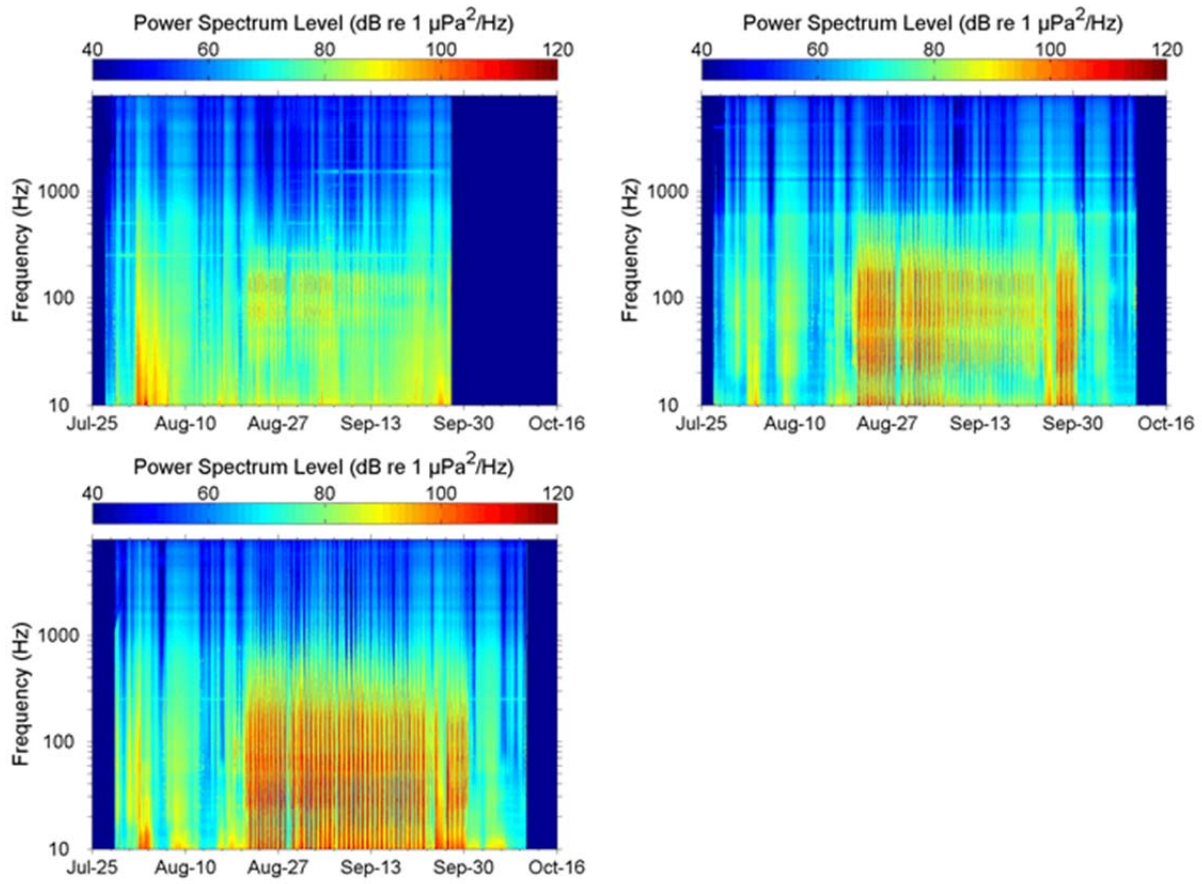 Power Spectrum Level (dB re 1 µPa²/Hz)
40 60 80 100 120
1000
100
10
Frequency (Hz)
Jul-25 Aug-10 Aug-27 Sep-13 Sep-30 Oct-16
Power Spectrum Level (dB re 1 µPa²/Hz)
40 60 80 100 120
1000
100
10
Frequency (Hz)
Jul-25 Aug-10 Aug-27 Sep-13 Sep-30 Oct-16
Power Spectrum Level (dB re 1 µPa²/Hz)
40 60 80 100 120
1000
100
10
Frequency (Hz)
Jul-25 Aug-10 Aug-27 Sep-13 Sep-30 Oct-16